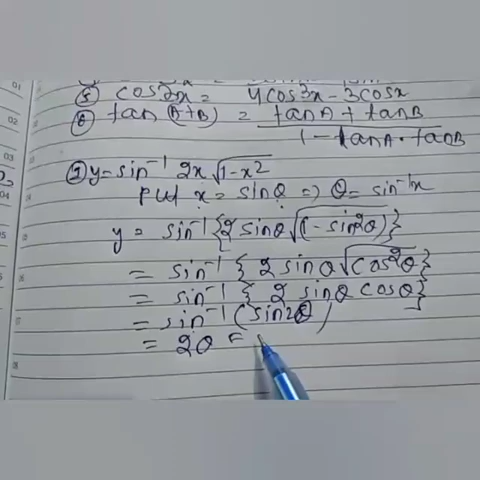 ⑤ cos3x = 4cos³x - 3cosx
⑥ tan (A+B) = tanA + tanB / 1 - tanA . tanB
① y = sin⁻¹ 2x √1-x²
Put x = sinθ => θ = sin⁻¹x
y = sin⁻¹ {2 sinθ √(1-sin²θ)}
= sin⁻¹ { 2 sinθ √cos²θ}
= sin⁻¹ { 2 sinθ cosθ}
= sin⁻¹ (sin2θ)
= 2θ =